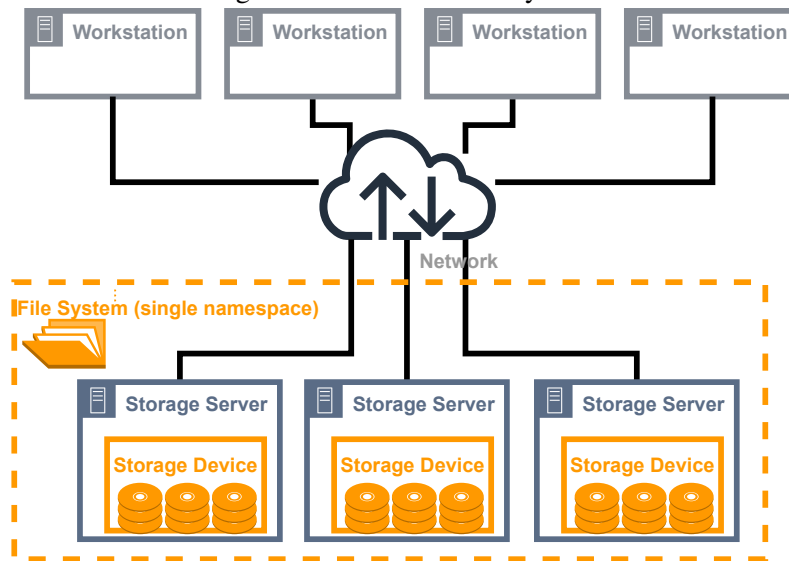 Workstation
Workstation
Workstation
Workstation
Network
File System (single namespace)
Storage Server
Storage Server
Storage Server
Storage Device
Storage Device
Storage Device